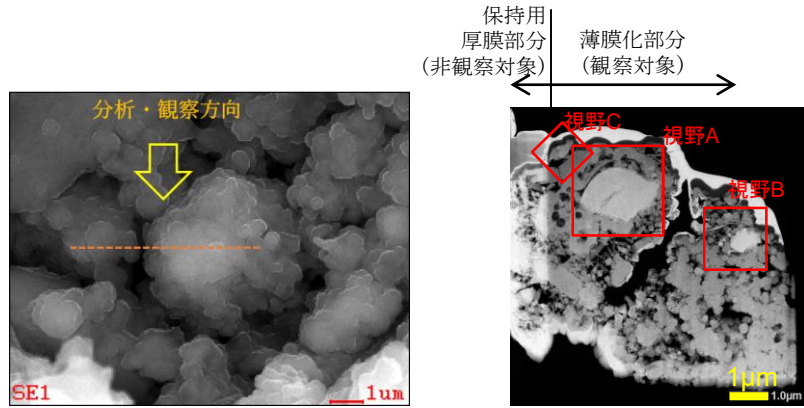 保持用
厚膜部分
(非観察対象)
薄膜化部分
(観察対象)
分析・観察方向
SE1
1um
視野C
視野A
視野B
1μm
1.0μm